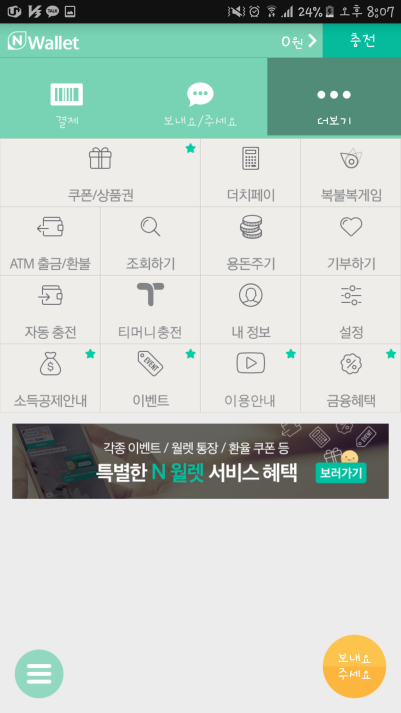 24% 오후 8:07
N Wallet 0원 충전
결제 보내요/주세요 더보기
쿠폰/상품권 더치페이 복불복게임
ATM 출금/환불 조회하기 용돈주기 기부하기
자동 충전 티머니충전 내 정보 설정
EVENT
소득공제안내 이벤트 이용안내 금융혜택
각종 이벤트 / 월렛 통장 / 환율 쿠폰 등
특별한 N 월렛 서비스 혜택 보러가기
보내요
주세요